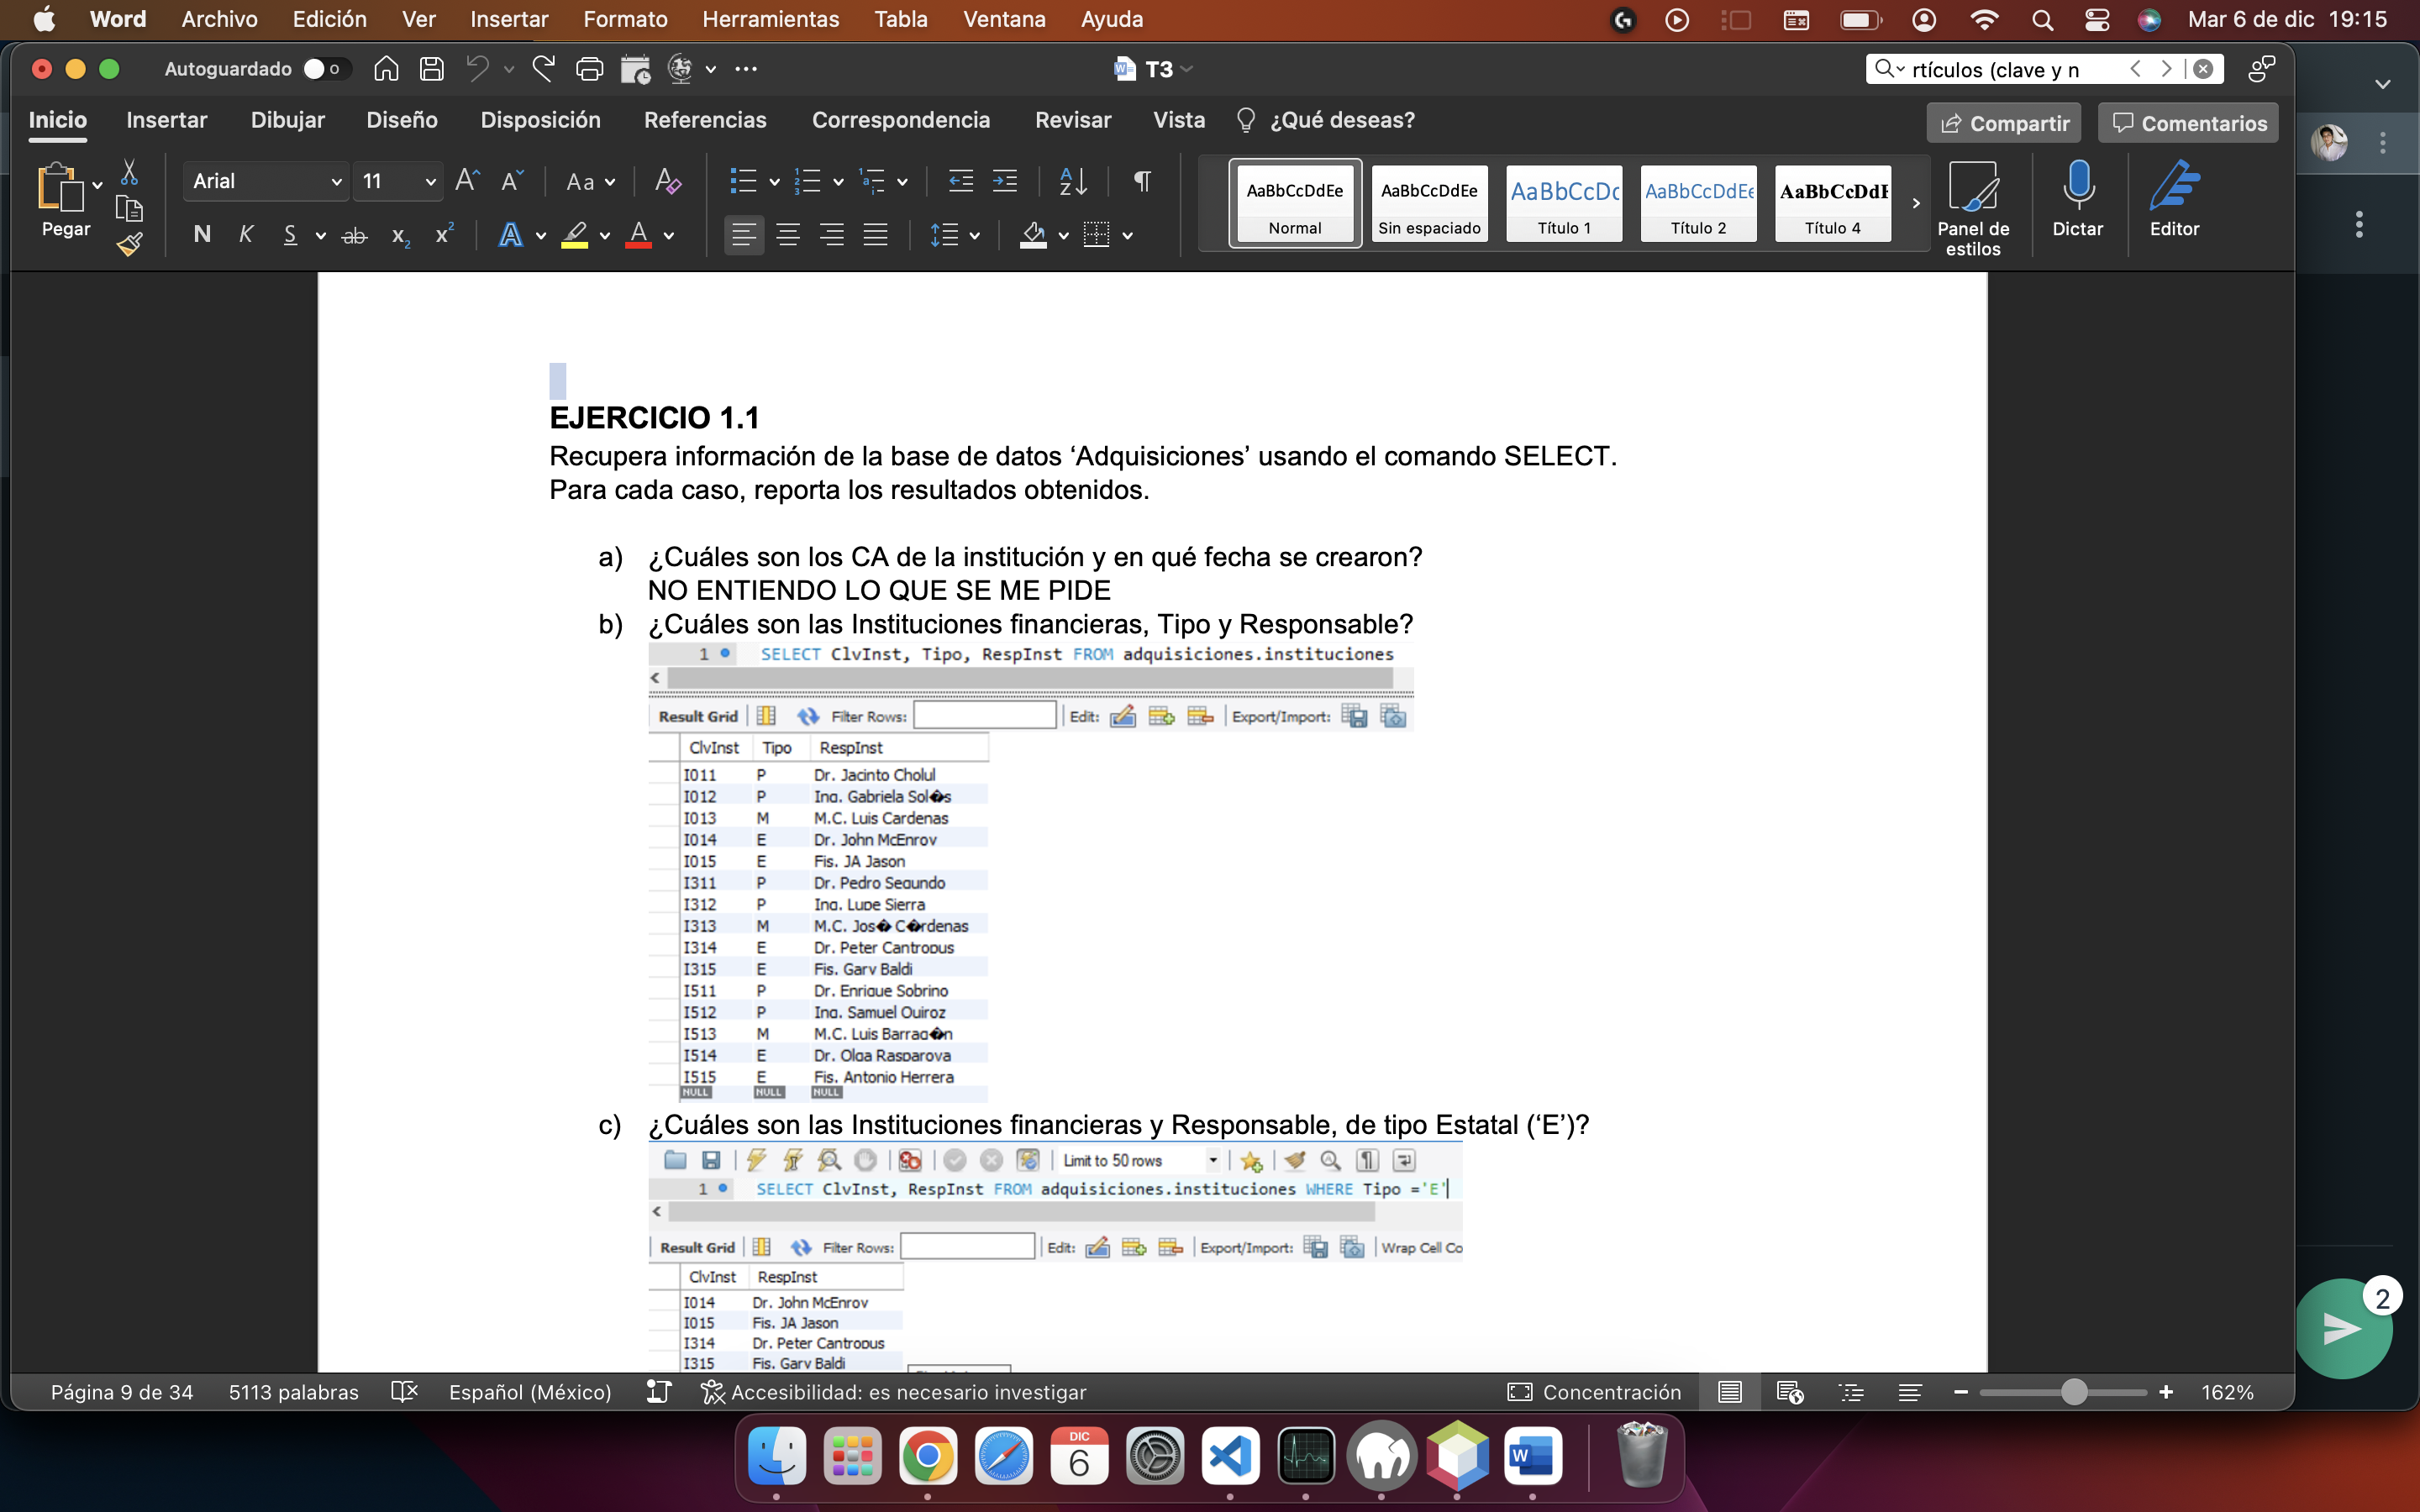 Word Archivo Edición Ver Insertar Formato Herramientas Tabla Ventana Ayuda Mar 6 de dic 19:15
Autoguardado T3 rtículos (clave y n
Inicio Insertar Dibujar Diseño Disposición Referencias Correspondencia Revisar Vista ¿Qué deseas? Compartir Comentarios
Pegar Arial 11 Aa
N K S ab x₂ x² A A
AaBbCcDdEe AaBbCcDdEe AaBbCcDc AaBbCcDdEe AaBbCcDdE
Normal Sin espaciado Título 1 Título 2 Título 4
Panel de estilos Dictar Editor
EJERCICIO 1.1
Recupera información de la base de datos ‘Adquisiciones’ usando el comando SELECT.
Para cada caso, reporta los resultados obtenidos.
a) ¿Cuáles son los CA de la institución y en qué fecha se crearon?
NO ENTIENDO LO QUE SE ME PIDE
b) ¿Cuáles son las Instituciones financieras, Tipo y Responsable?
1 SELECT ClvInst, Tipo, RespInst FROM adquisiciones.instituciones
Result Grid Filter Rows: Edit: Export/Import:
ClvInst Tipo RespInst
I011 P Dr. Jacinto Cholul
I012 P Ing. Gabriela Sol�s
I013 M M.C. Luis Cardenas
I014 E Dr. John McEnroy
I015 E Fis. JA Jason
I311 P Dr. Pedro Segundo
I312 P Ing. Lupe Sierra
I313 M M.C. Jos� C�rdenas
I314 E Dr. Peter Cantropus
I315 E Fis. Gary Baldi
I511 P Dr. Enrique Sobrino
I512 P Ing. Samuel Quiroz
I513 M M.C. Luis Barrag�n
I514 E Dr. Olga Rasparova
I515 E Fis. Antonio Herrera
NULL NULL NULL
c) ¿Cuáles son las Instituciones financieras y Responsable, de tipo Estatal (‘E’)?
Limit to 50 rows
1 SELECT ClvInst, RespInst FROM adquisiciones.instituciones WHERE Tipo ='E'
Result Grid Filter Rows: Edit: Export/Import: Wrap Cell Co
ClvInst RespInst
I014 Dr. John McEnroy
I015 Fis. JA Jason
I314 Dr. Peter Cantropus
I315 Fis. Gary Baldi
2
Página 9 de 34 5113 palabras Español (México) Accesibilidad: es necesario investigar Concentración 162%
DIC
6
W